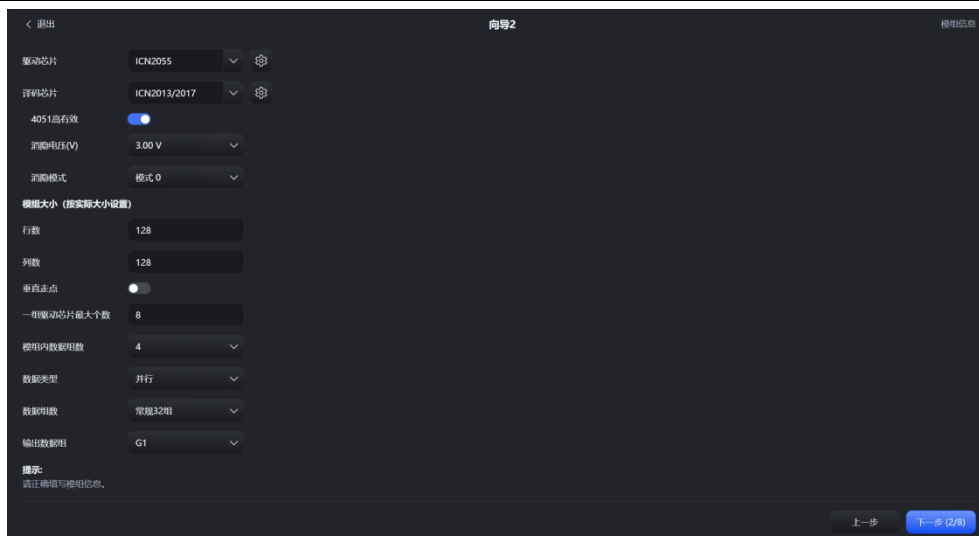 退出
向导2
模组信息
驱动芯片 ICN2055
译码芯片 ICN2013/2017
4051高有效
消隐电压(V) 3.00 V
消隐模式 模式 0
模组大小（按实际大小设置）
行数 128
列数 128
垂直走点
一组驱动芯片最大个数 8
模组内数据组数 4
数据类型 并行
数据组数 常规32组
输出数据组 G1
提示:
请正确填写模组信息。
上一步
下一步 (2/8)